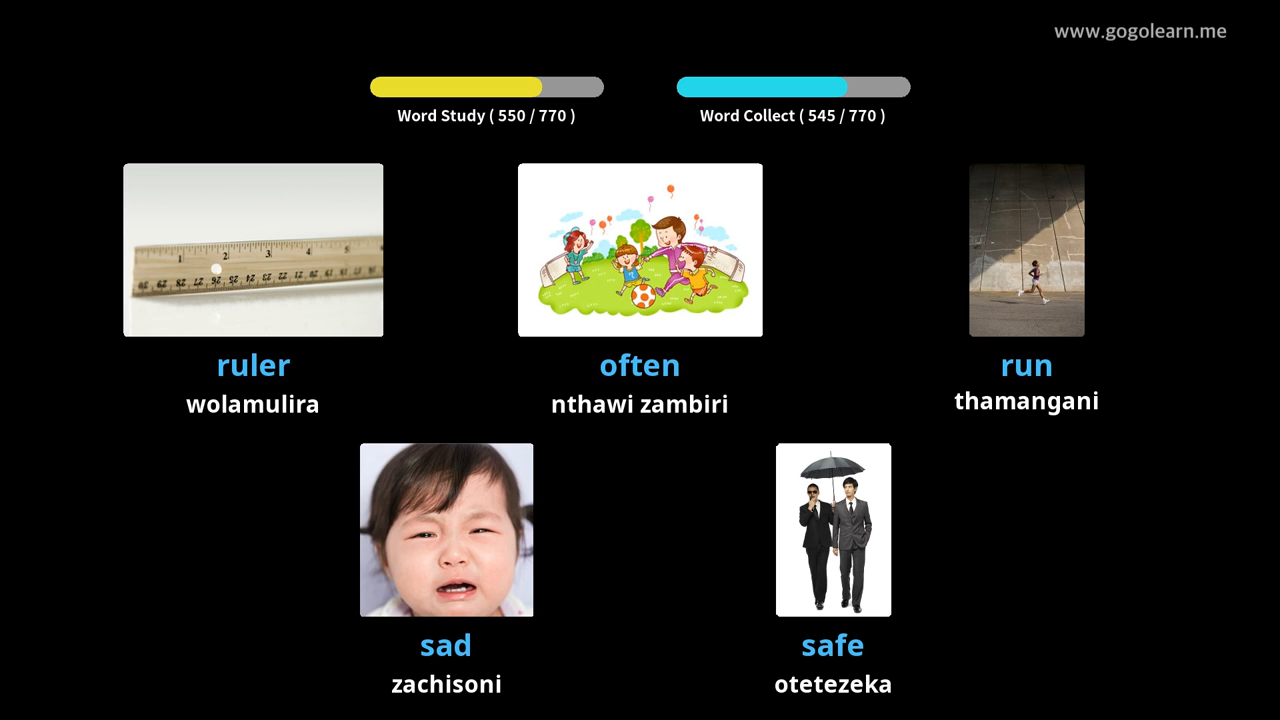 www.gogolearn.me
Word Study ( 550 / 770 )
Word Collect ( 545 / 770 )
ruler
wolamulira
often
nthawi zambiri
run
thamangani
sad
zachisoni
safe
otetezeka